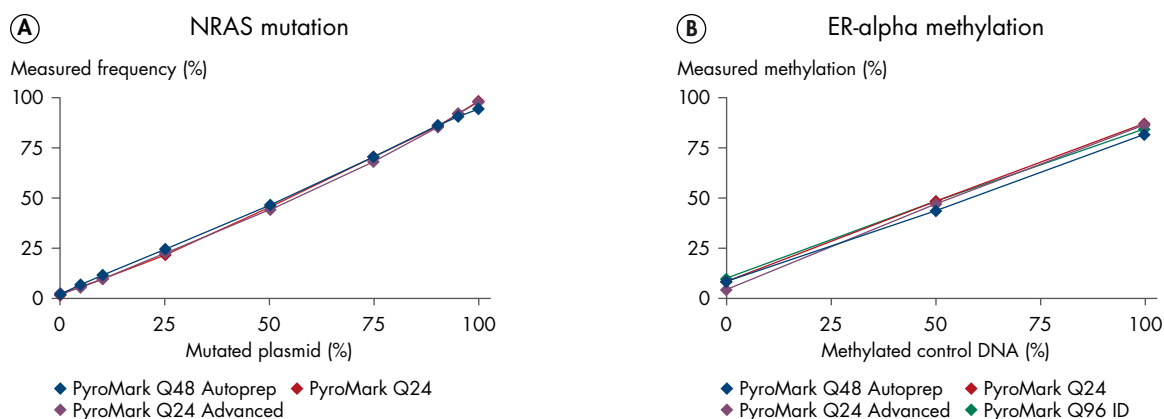 A NRAS mutation
Measured frequency (%)
100
75
50
25
0
0 25 50 75 100
Mutated plasmid (%)
PyroMark Q48 Autoprep PyroMark Q24
PyroMark Q24 Advanced
B ER-alpha methylation
Measured methylation (%)
100
75
50
25
0
0 25 50 75 100
Methylated control DNA (%)
PyroMark Q48 Autoprep PyroMark Q24
PyroMark Q24 Advanced PyroMark Q96 ID